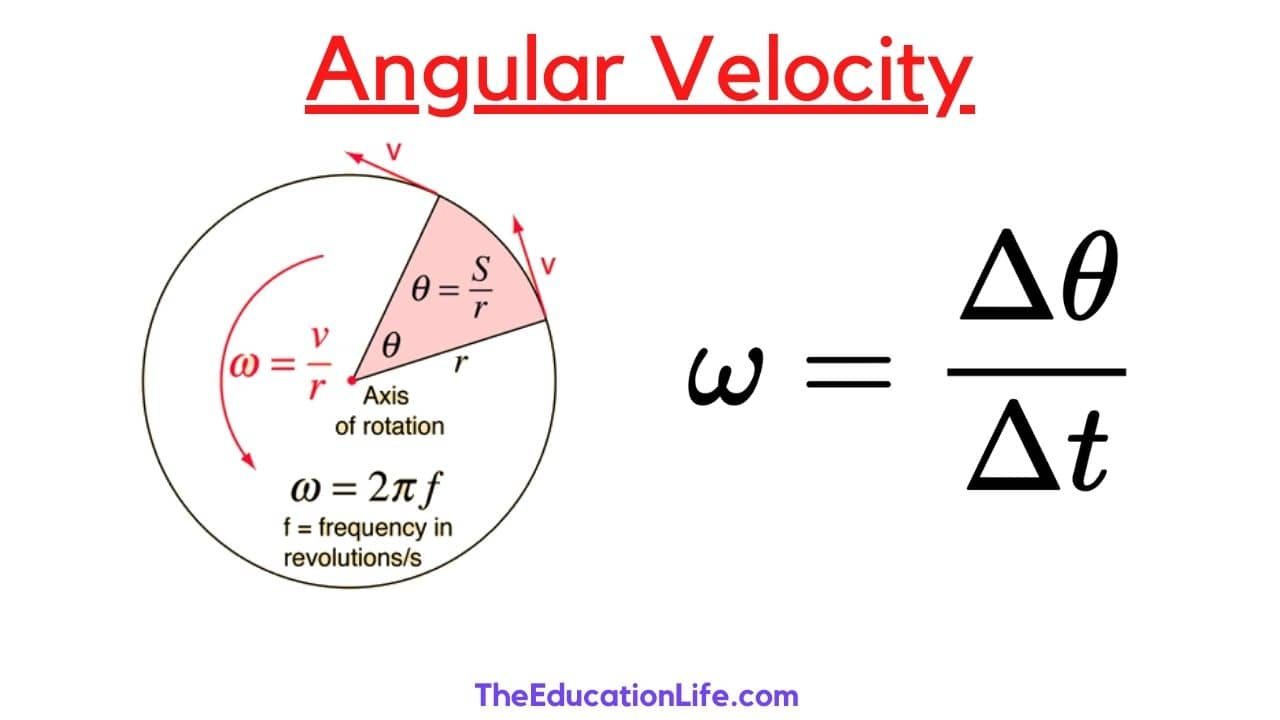 Angular Velocity
v
v
θ = S/r
θ
r
ω = v/r
Axis
of rotation
ω = 2πf
f = frequency in
revolutions/s
ω = Δθ/Δt
TheEducationLife.com